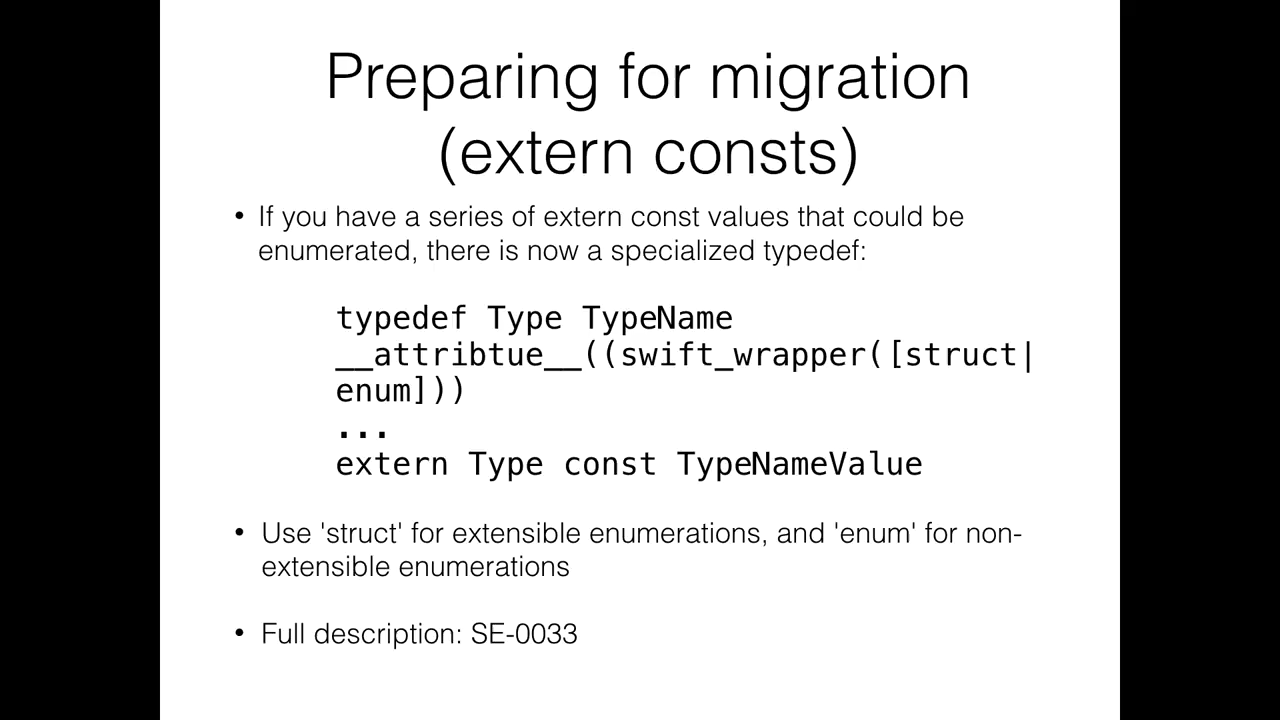 Preparing for migration
(extern consts)
• If you have a series of extern const values that could be
enumerated, there is now a specialized typedef:
typedef Type TypeName
__attribtue__((swift_wrapper([struct|
enum]))
...
extern Type const TypeNameValue
• Use 'struct' for extensible enumerations, and 'enum' for non-
extensible enumerations
• Full description: SE-0033